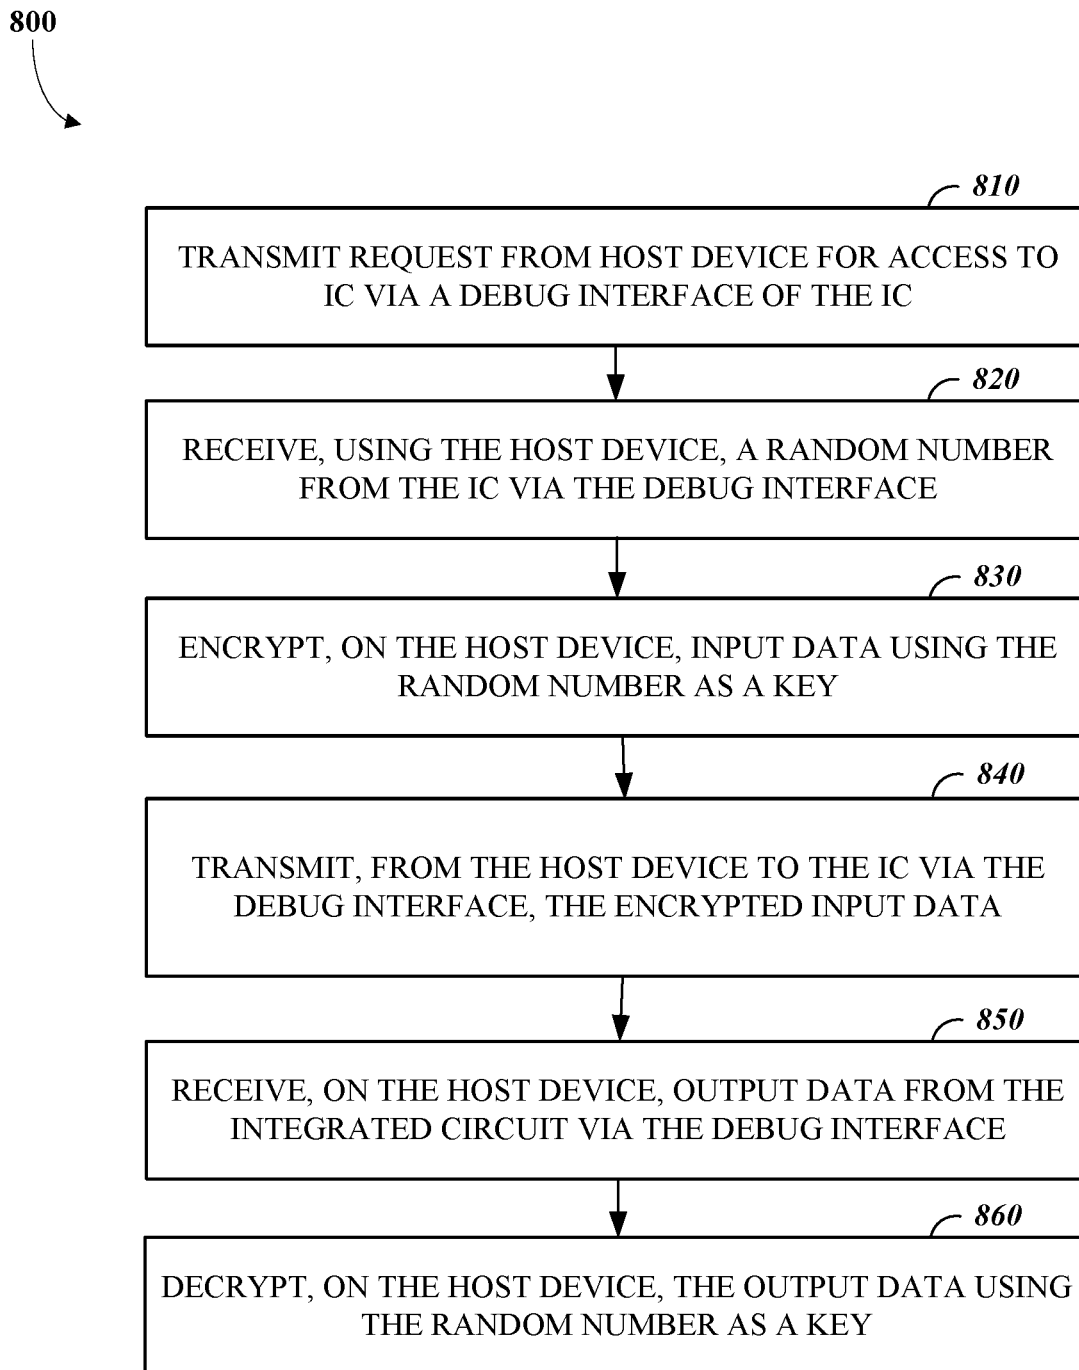 800
810
TRANSMIT REQUEST FROM HOST DEVICE FOR ACCESS TO
IC VIA A DEBUG INTERFACE OF THE IC
820
RECEIVE, USING THE HOST DEVICE, A RANDOM NUMBER
FROM THE IC VIA THE DEBUG INTERFACE
830
ENCRYPT, ON THE HOST DEVICE, INPUT DATA USING THE
RANDOM NUMBER AS A KEY
840
TRANSMIT, FROM THE HOST DEVICE TO THE IC VIA THE
DEBUG INTERFACE, THE ENCRYPTED INPUT DATA
850
RECEIVE, ON THE HOST DEVICE, OUTPUT DATA FROM THE
INTEGRATED CIRCUIT VIA THE DEBUG INTERFACE
860
DECRYPT, ON THE HOST DEVICE, THE OUTPUT DATA USING
THE RANDOM NUMBER AS A KEY